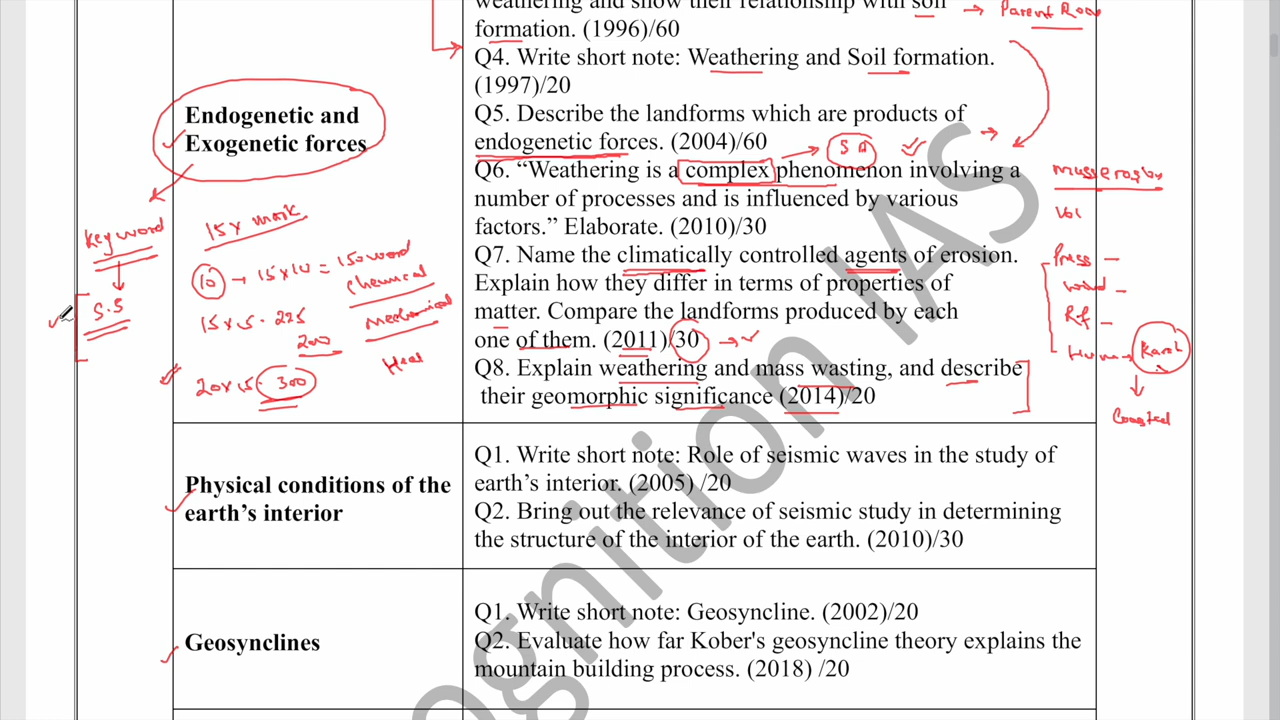 weathering and show their relationship with soil
formation. (1996)/60
Q4. Write short note: Weathering and Soil formation.
(1997)/20
Endogenetic and
Exogenetic forces
Q5. Describe the landforms which are products of
endogenetic forces. (2004)/60
Q6. “Weathering is a complex phenomenon involving a
number of processes and is influenced by various
factors.” Elaborate. (2010)/30
Q7. Name the climatically controlled agents of erosion.
Explain how they differ in terms of properties of
matter. Compare the landforms produced by each
one of them. (2011)/30
Q8. Explain weathering and mass wasting, and describe
their geomorphic significance (2014)/20
Physical conditions of the
earth’s interior
Q1. Write short note: Role of seismic waves in the study of
earth’s interior. (2005) /20
Q2. Bring out the relevance of seismic study in determining
the structure of the interior of the earth. (2010)/30
Geosynclines
Q1. Write short note: Geosyncline. (2002)/20
Q2. Evaluate how far Kober's geosyncline theory explains the
mountain building process. (2018) /20
ognition IAS
Parent
keyword
S.S
15 x mark
10 → 15x10 = 150 word
chemical
mechanical
15x15 = 225
200
20x15 = 300
Coastal